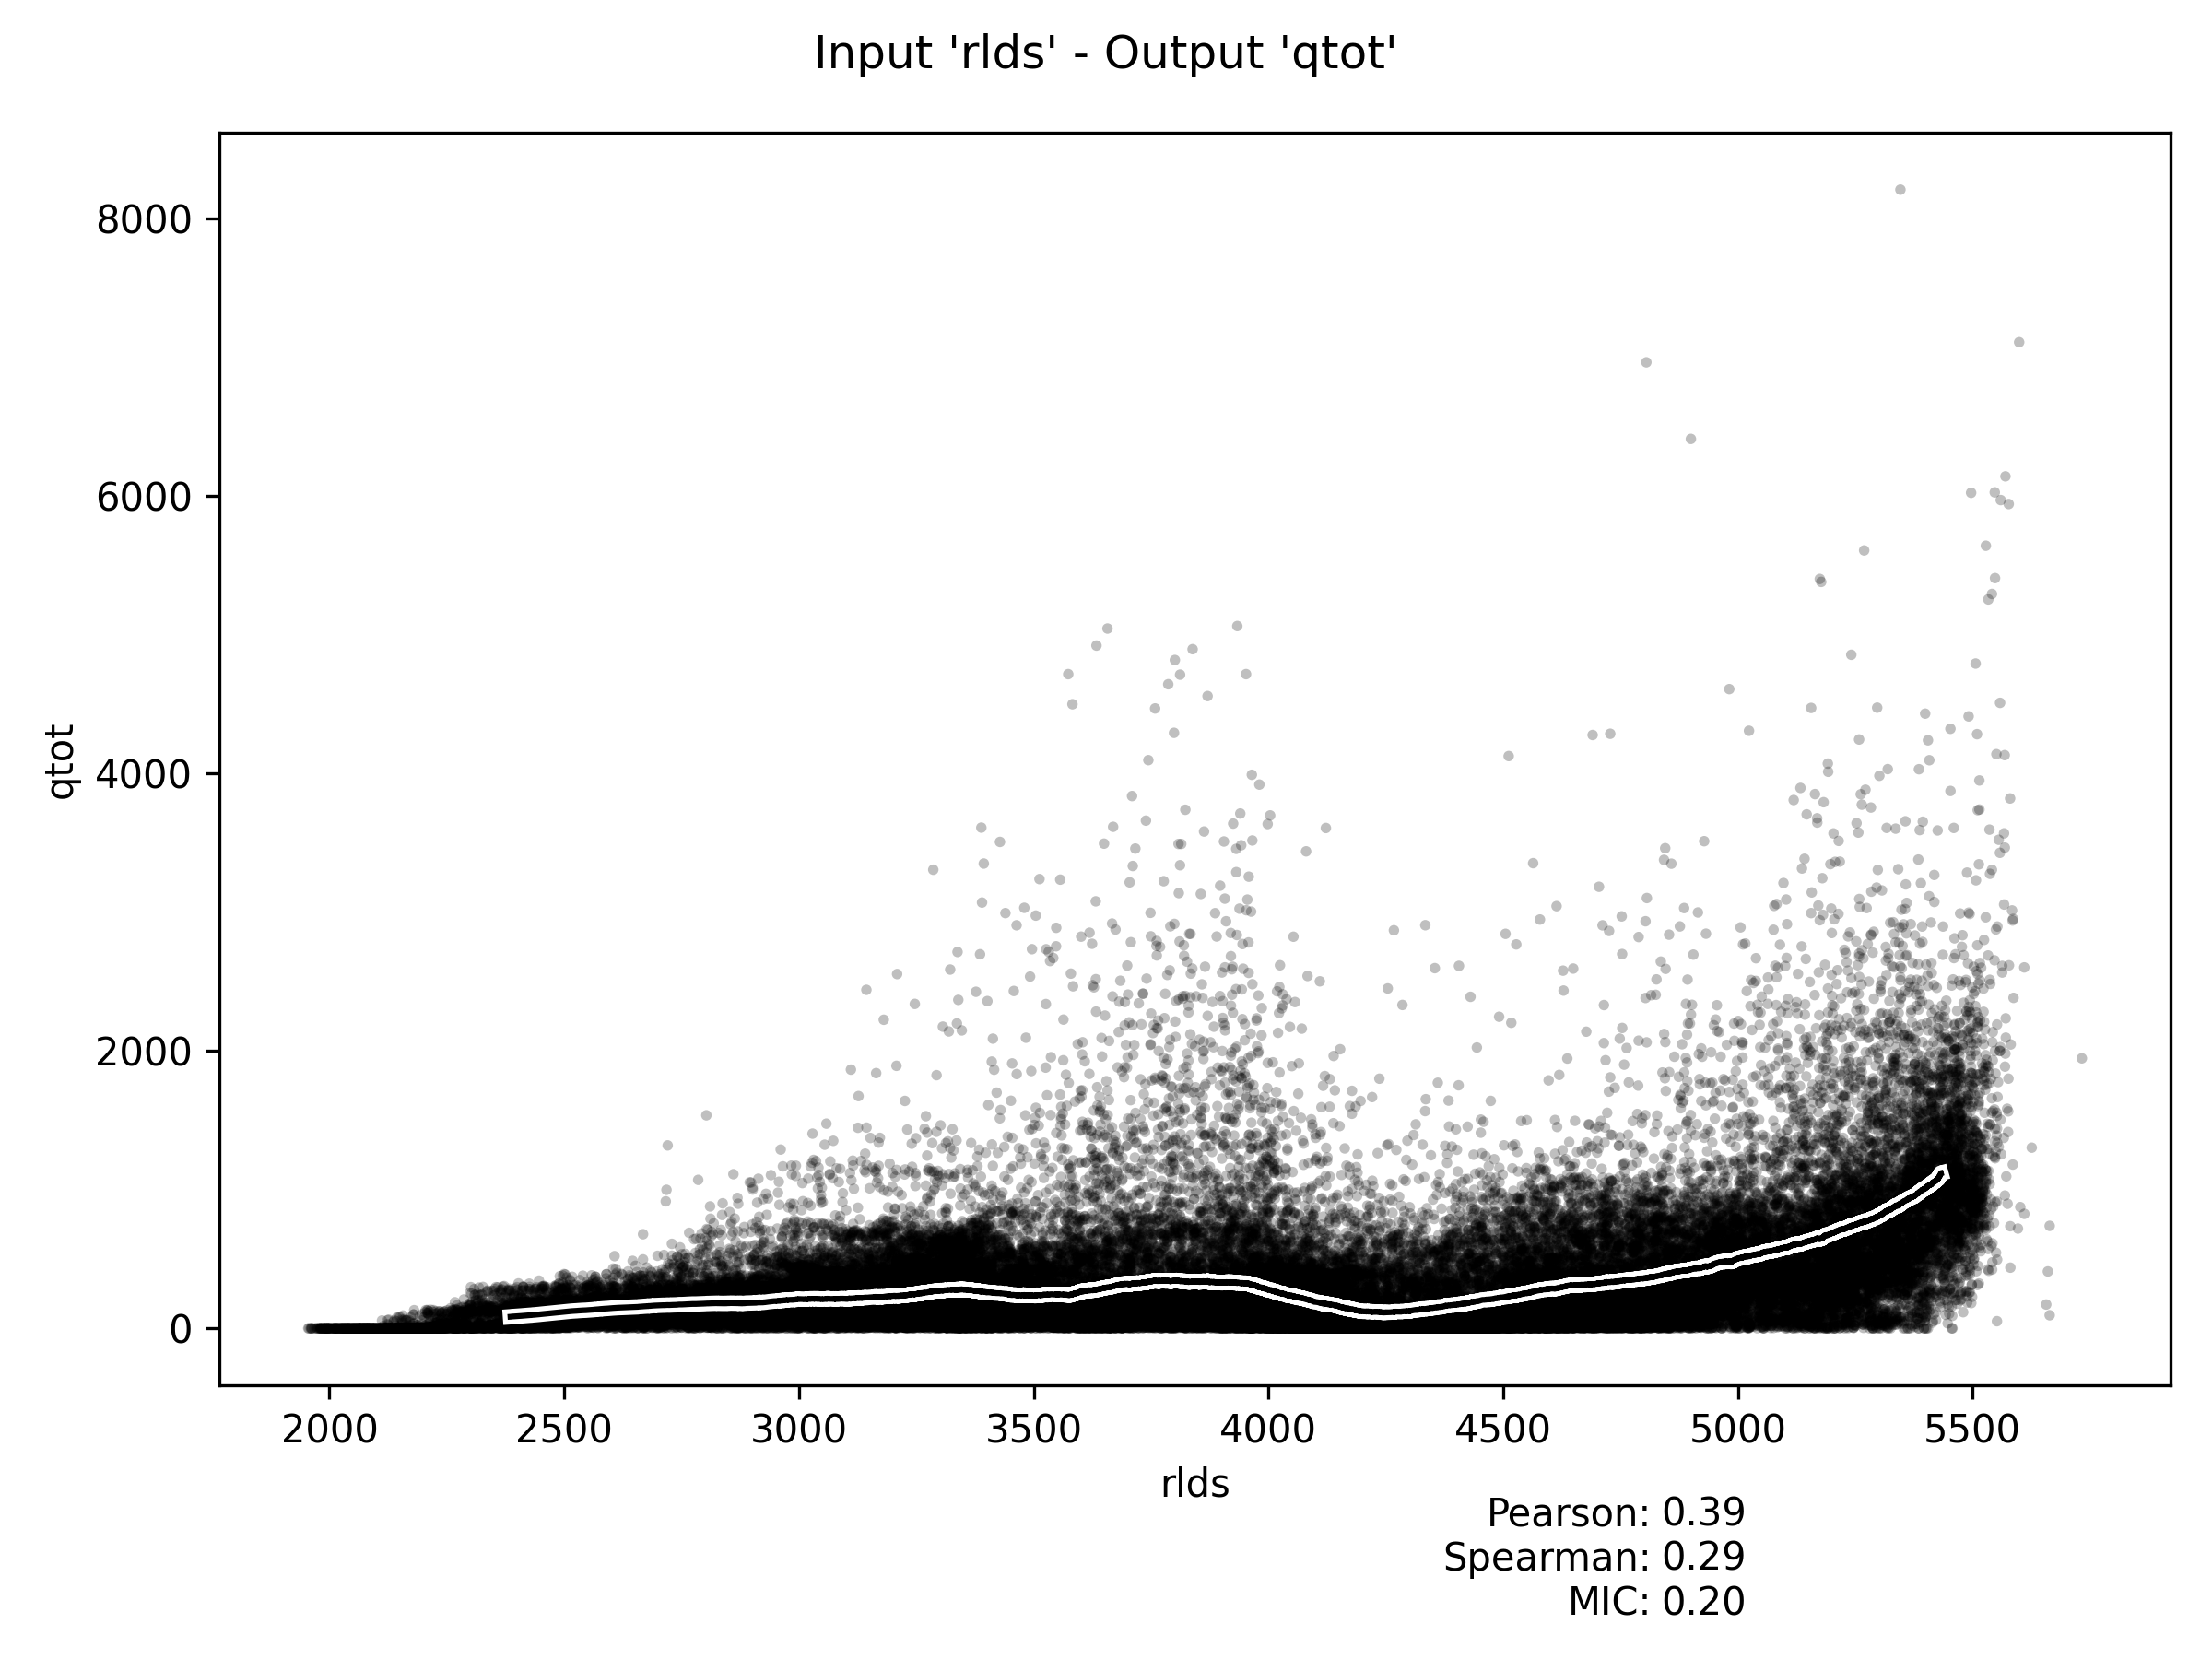 Input 'rlds' - Output 'qtot'
8000
6000
4000
2000
0
qtot
2000 2500 3000 3500 4000 4500 5000 5500
rlds
Pearson: 0.39
Spearman: 0.29
MIC: 0.20